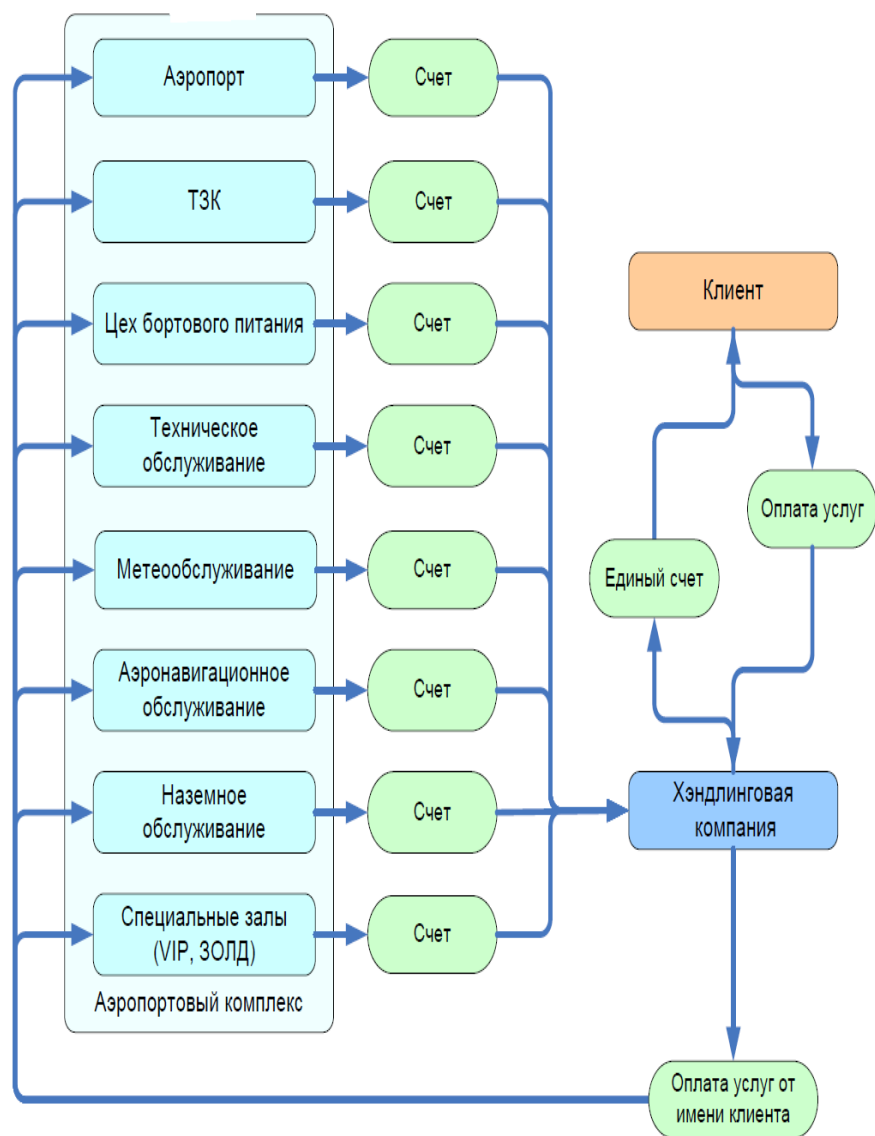 Аэропорт
Счет
ТЗК
Счет
Клиент
Цех бортового питания
Счет
Техническое
обслуживание
Счет
Оплата услуг
Метеообслуживание
Счет
Единый счет
Аэронавигационное
обслуживание
Счет
Наземное
обслуживание
Счет
Хэндлинговая
компания
Специальные залы
(VIP, ЗОЛД)
Счет
Аэропортовый комплекс
Оплата услуг от
имени клиента